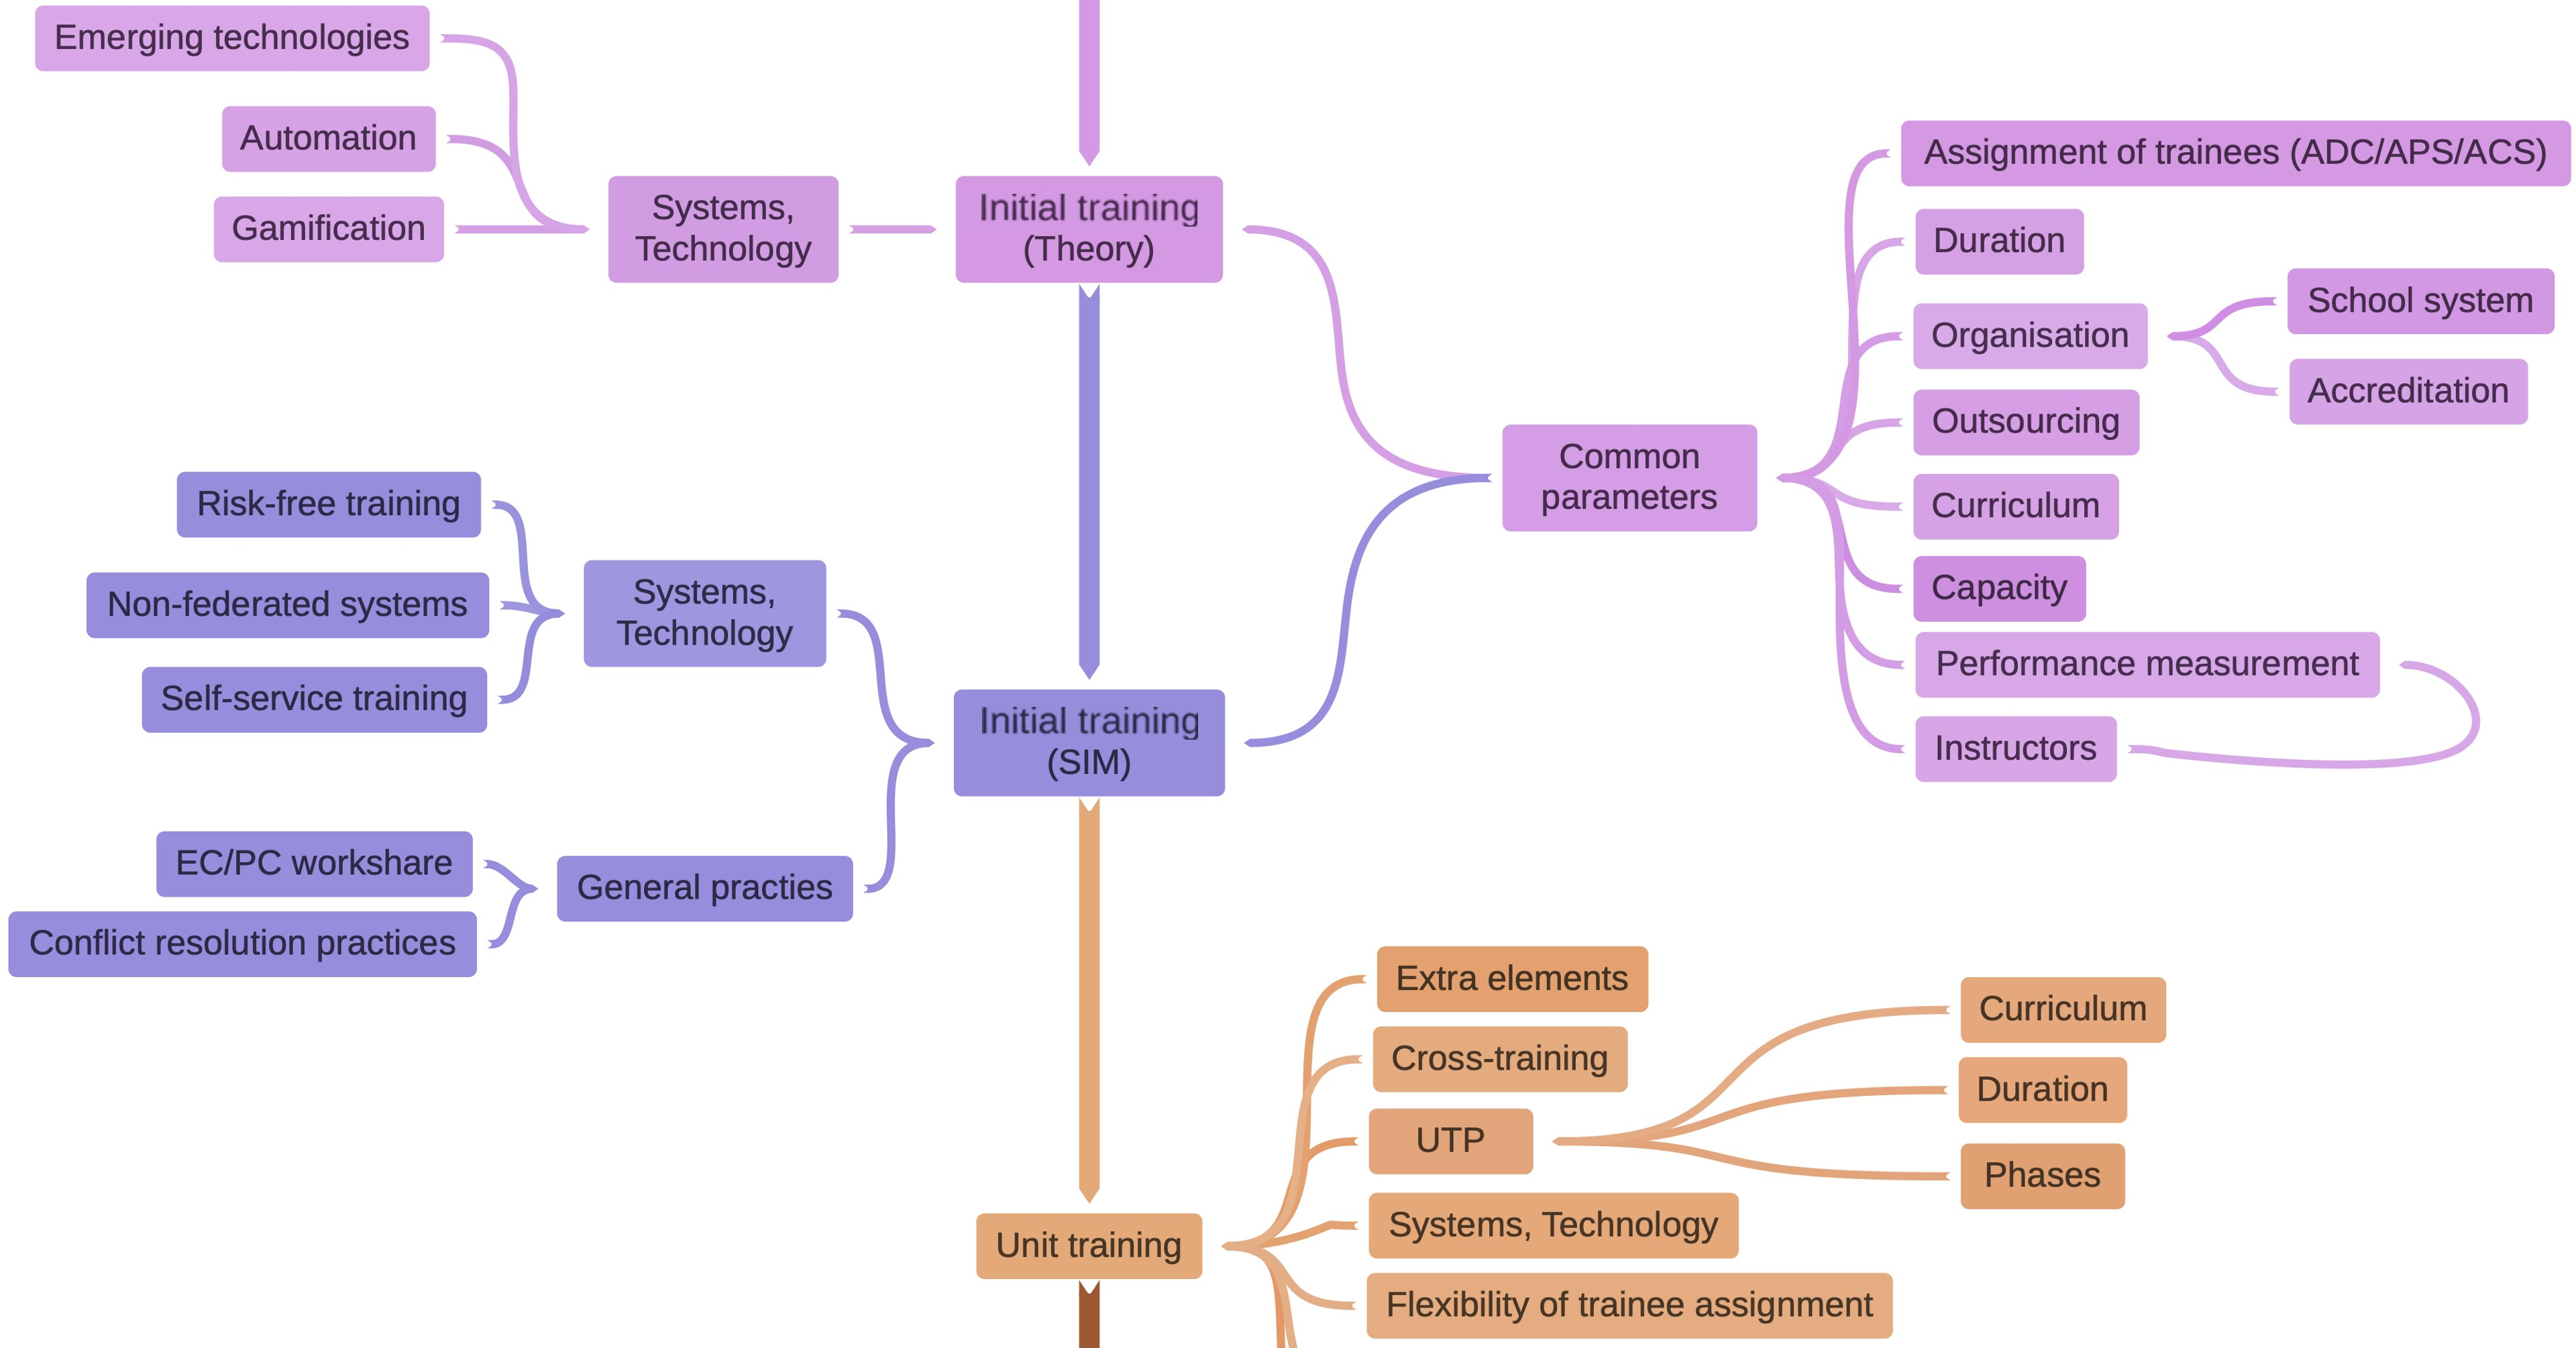 Emerging technologies
Automation
Gamification
Systems,
Technology
Initial training
(Theory)
Assignment of trainees (ADC/APS/ACS)
Duration
Organisation
School system
Accreditation
Outsourcing
Common
parameters
Curriculum
Capacity
Performance measurement
Instructors
Risk-free training
Non-federated systems
Self-service training
Systems,
Technology
Initial training
(SIM)
EC/PC workshare
Conflict resolution practices
General practies
Extra elements
Cross-training
UTP
Curriculum
Duration
Phases
Systems, Technology
Unit training
Flexibility of trainee assignment